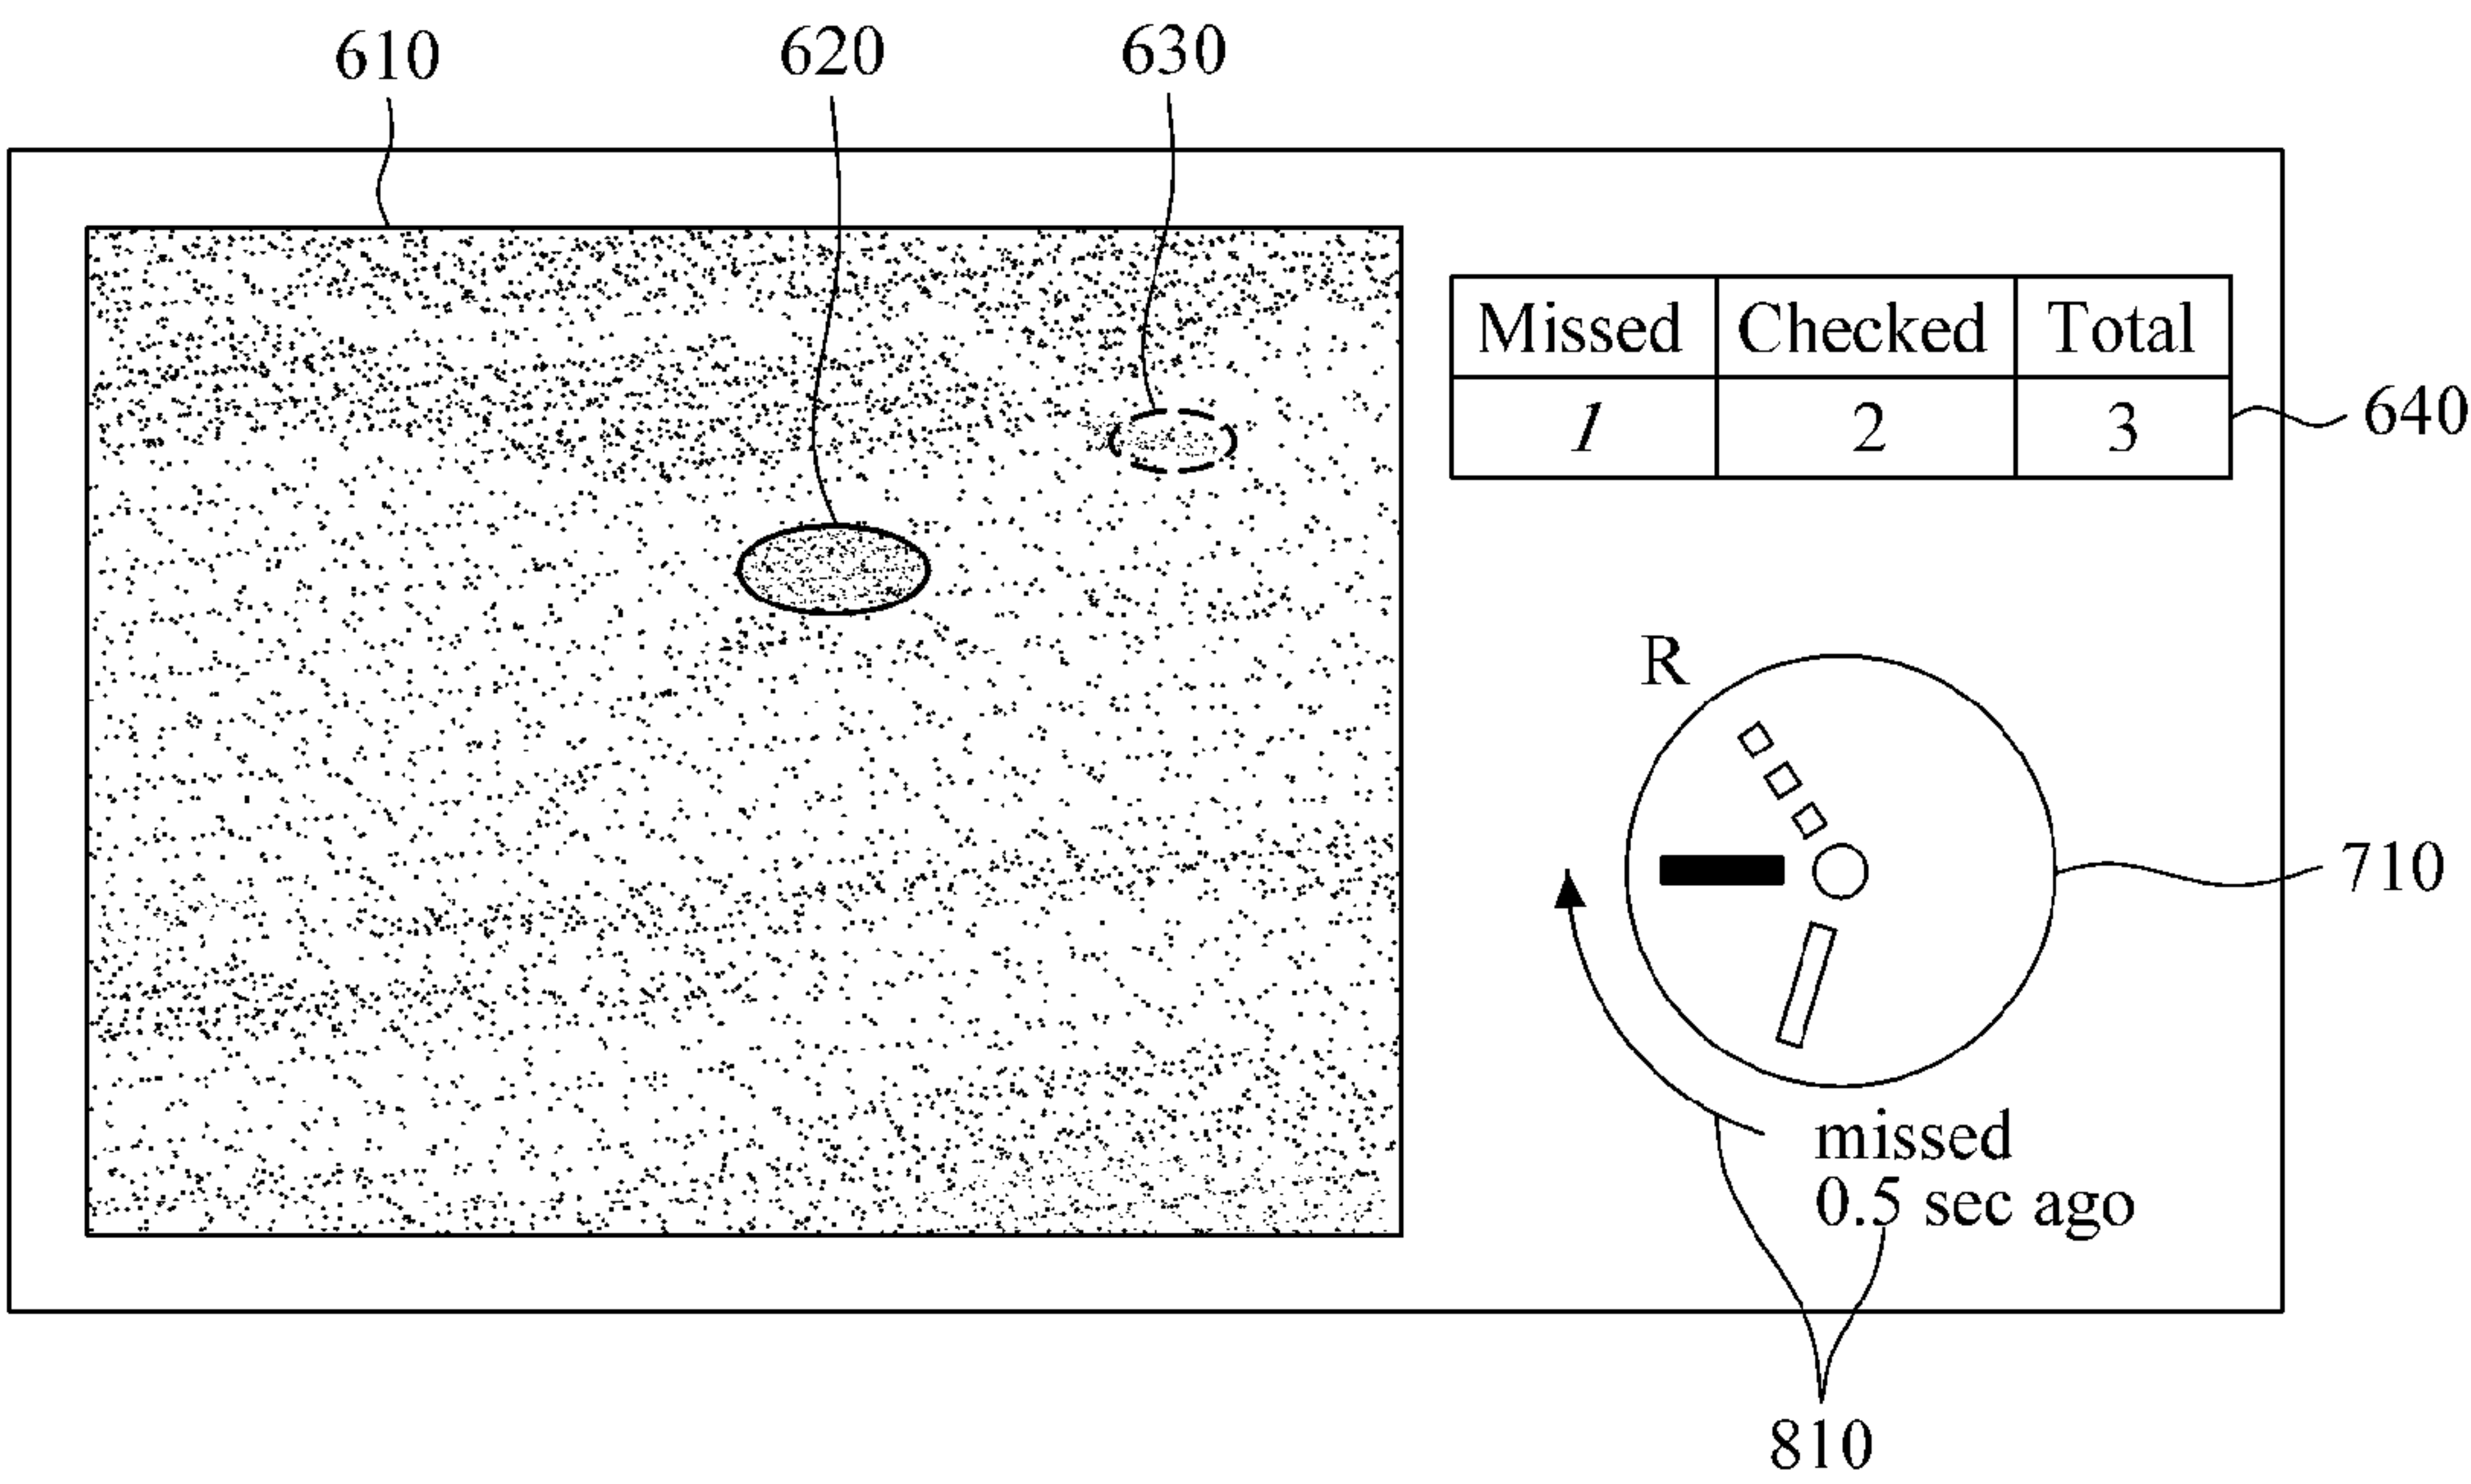 610 620 630
Missed Checked Total
1 2 3
640
R
710
missed
0.5 sec ago
810